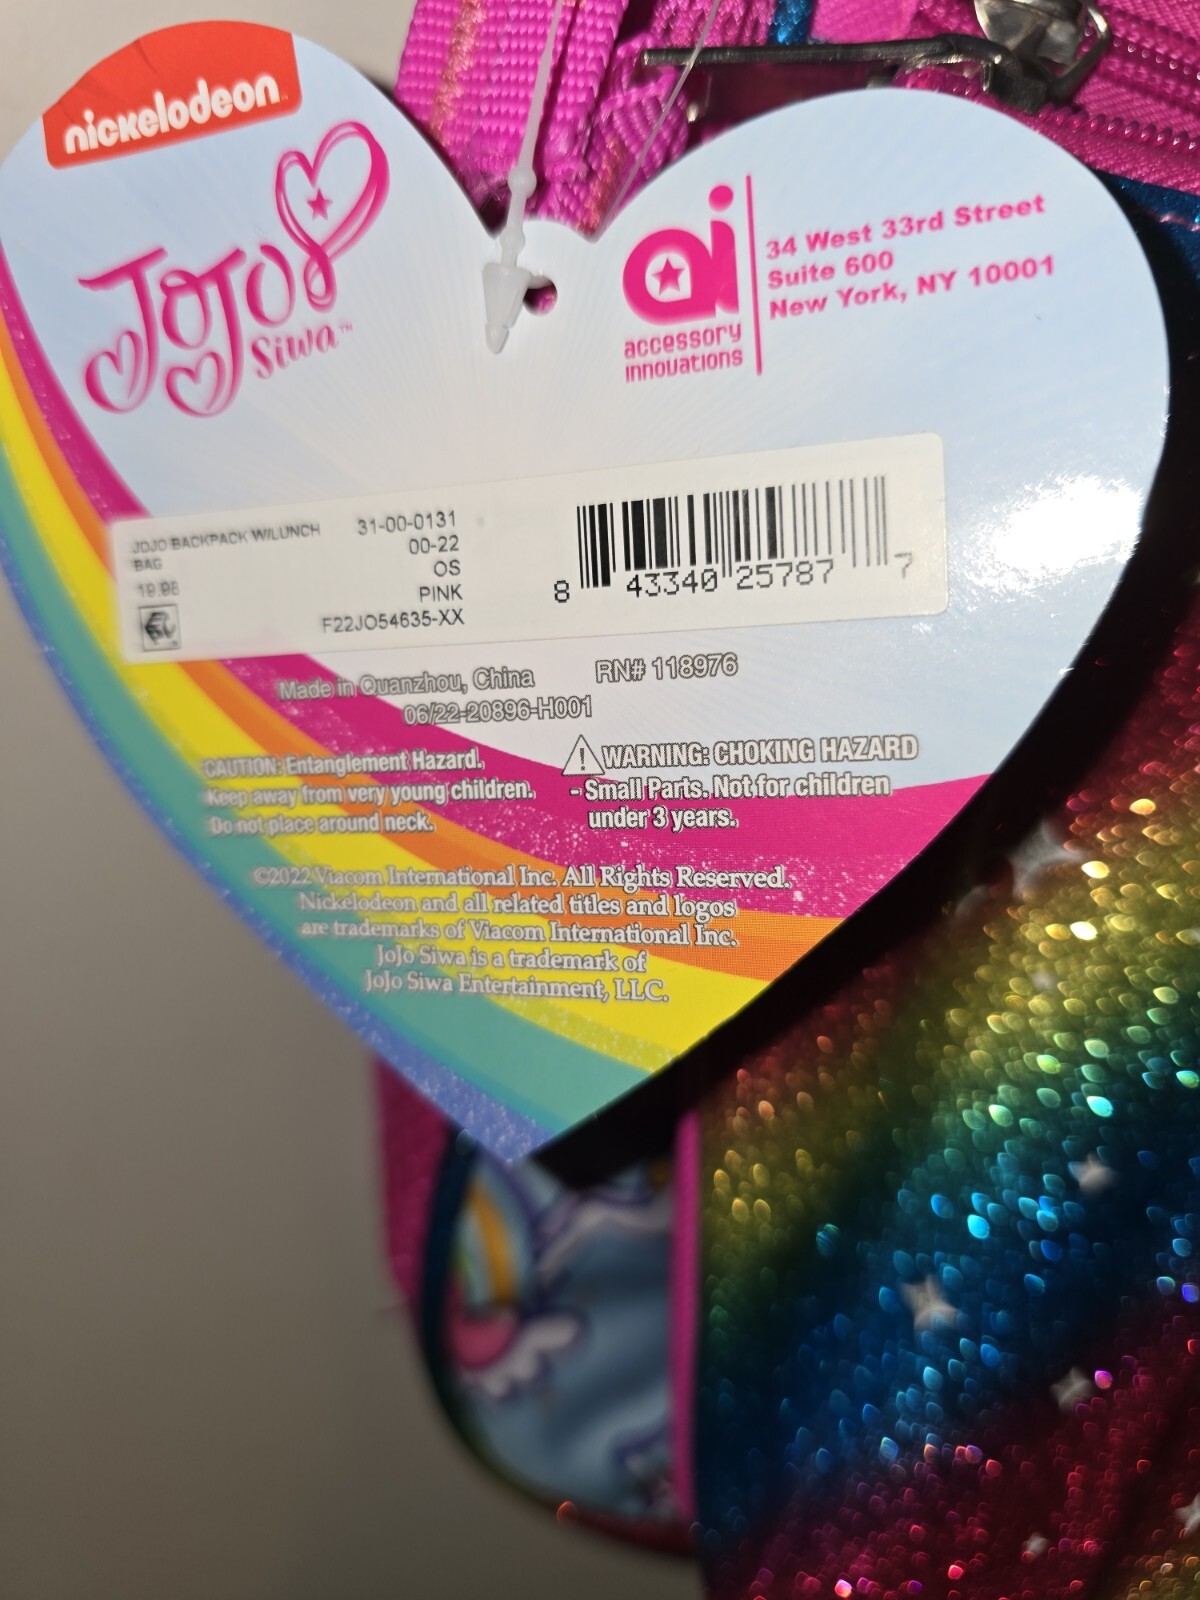 nickelodeon
JoJo
Siwa™
ai
accessory
innovations
34 West 33rd Street
Suite 600
New York, NY 10001
JOJO BACKPACK W/LUNCH
BAG
19.98
31-00-0131
00-22
OS
PINK
F22JO54635-XX
8 43340 25787 7
Made in Quanzhou, China
RN# 118976
06/22-20896-H001
CAUTION: Entanglement Hazard.
Keep away from very young children.
Do not place around neck.
WARNING: CHOKING HAZARD
- Small Parts. Not for children
under 3 years.
©2022 Viacom International Inc. All Rights Reserved.
Nickelodeon and all related titles and logos
are trademarks of Viacom International Inc.
JoJo Siwa is a trademark of
JoJo Siwa Entertainment, LLC.